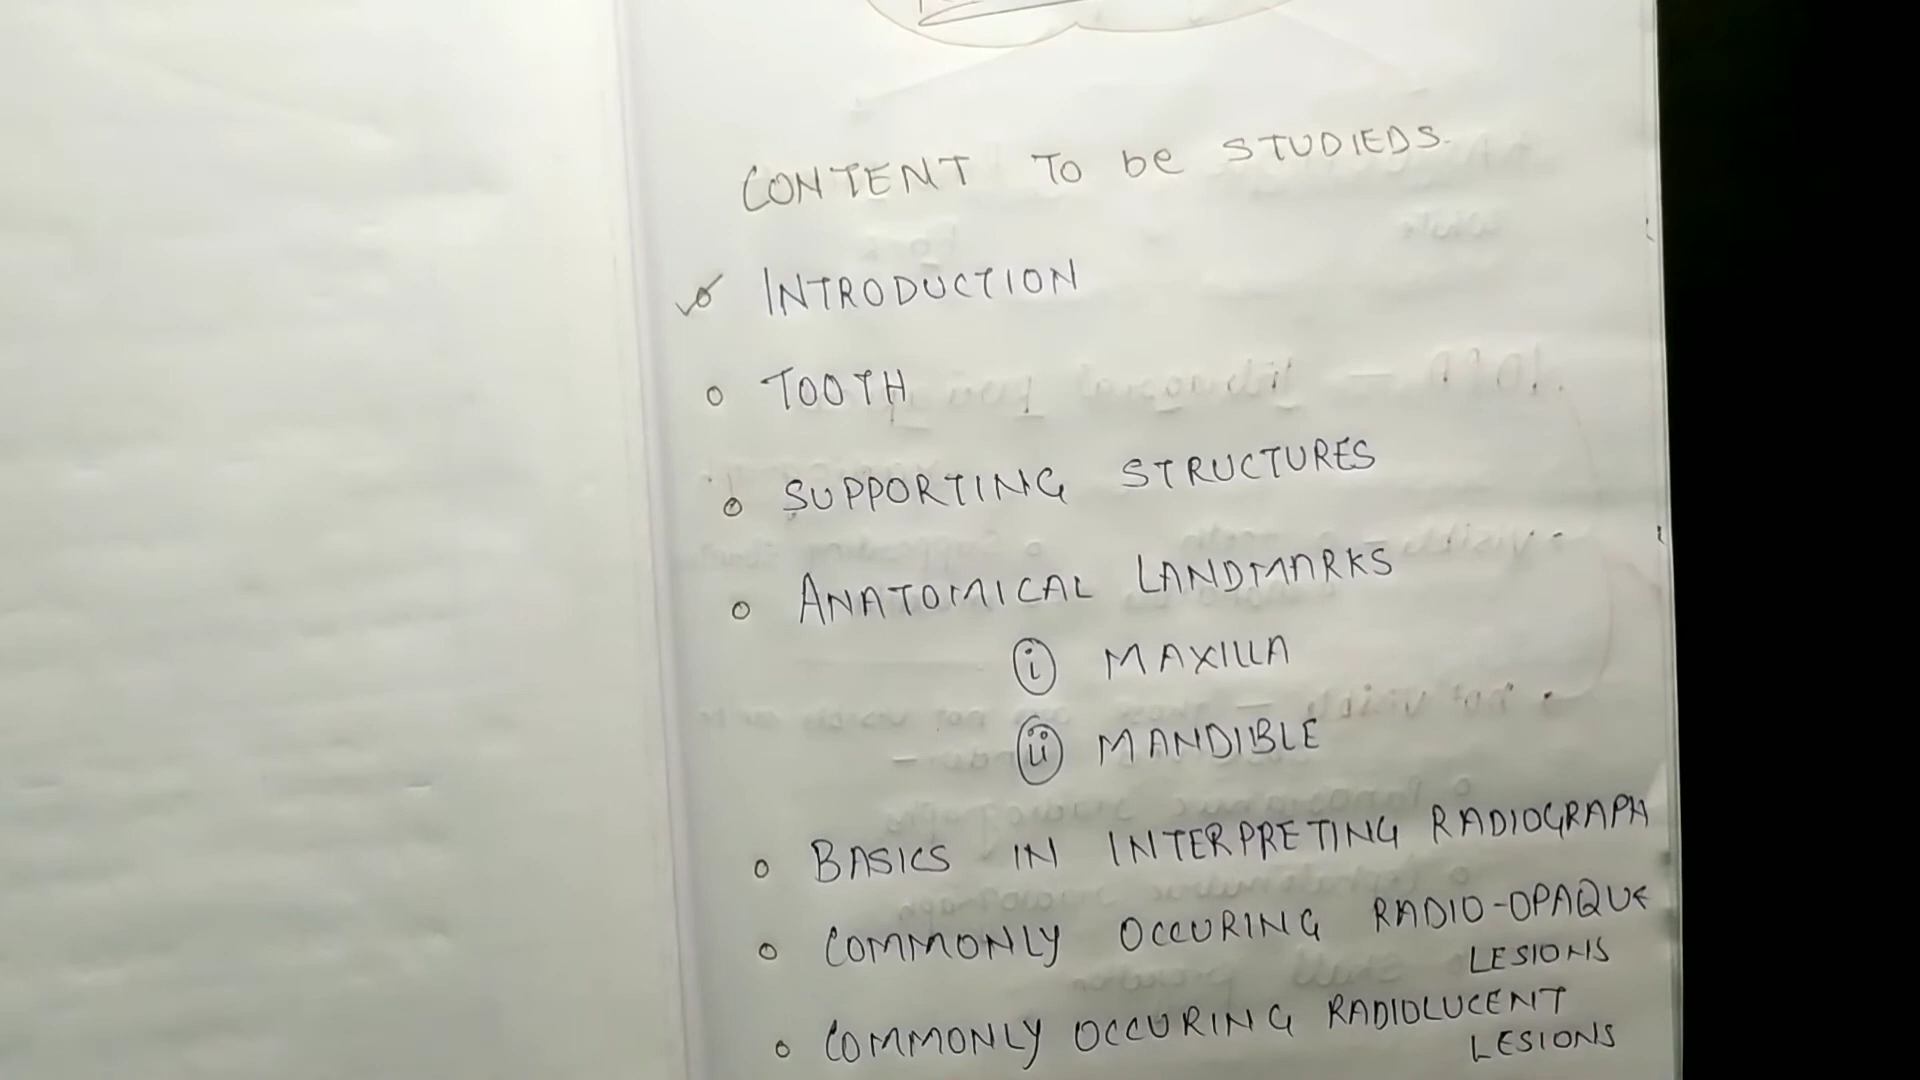 CONTENT To be STUDIEDS.
INTRODUCTION
TOOTH
SUPPORTING STRUCTURES
ANATOMICAL LANDMARKS
i MAXILLA
ii MANDIBLE
BASICS IN INTERPRETING RADIOGRAPH
COMMONLY OCCURING RADIO-OPAQUE
LESIONS
COMMONLY OCCURING RADIOLUCENT
LESIONS